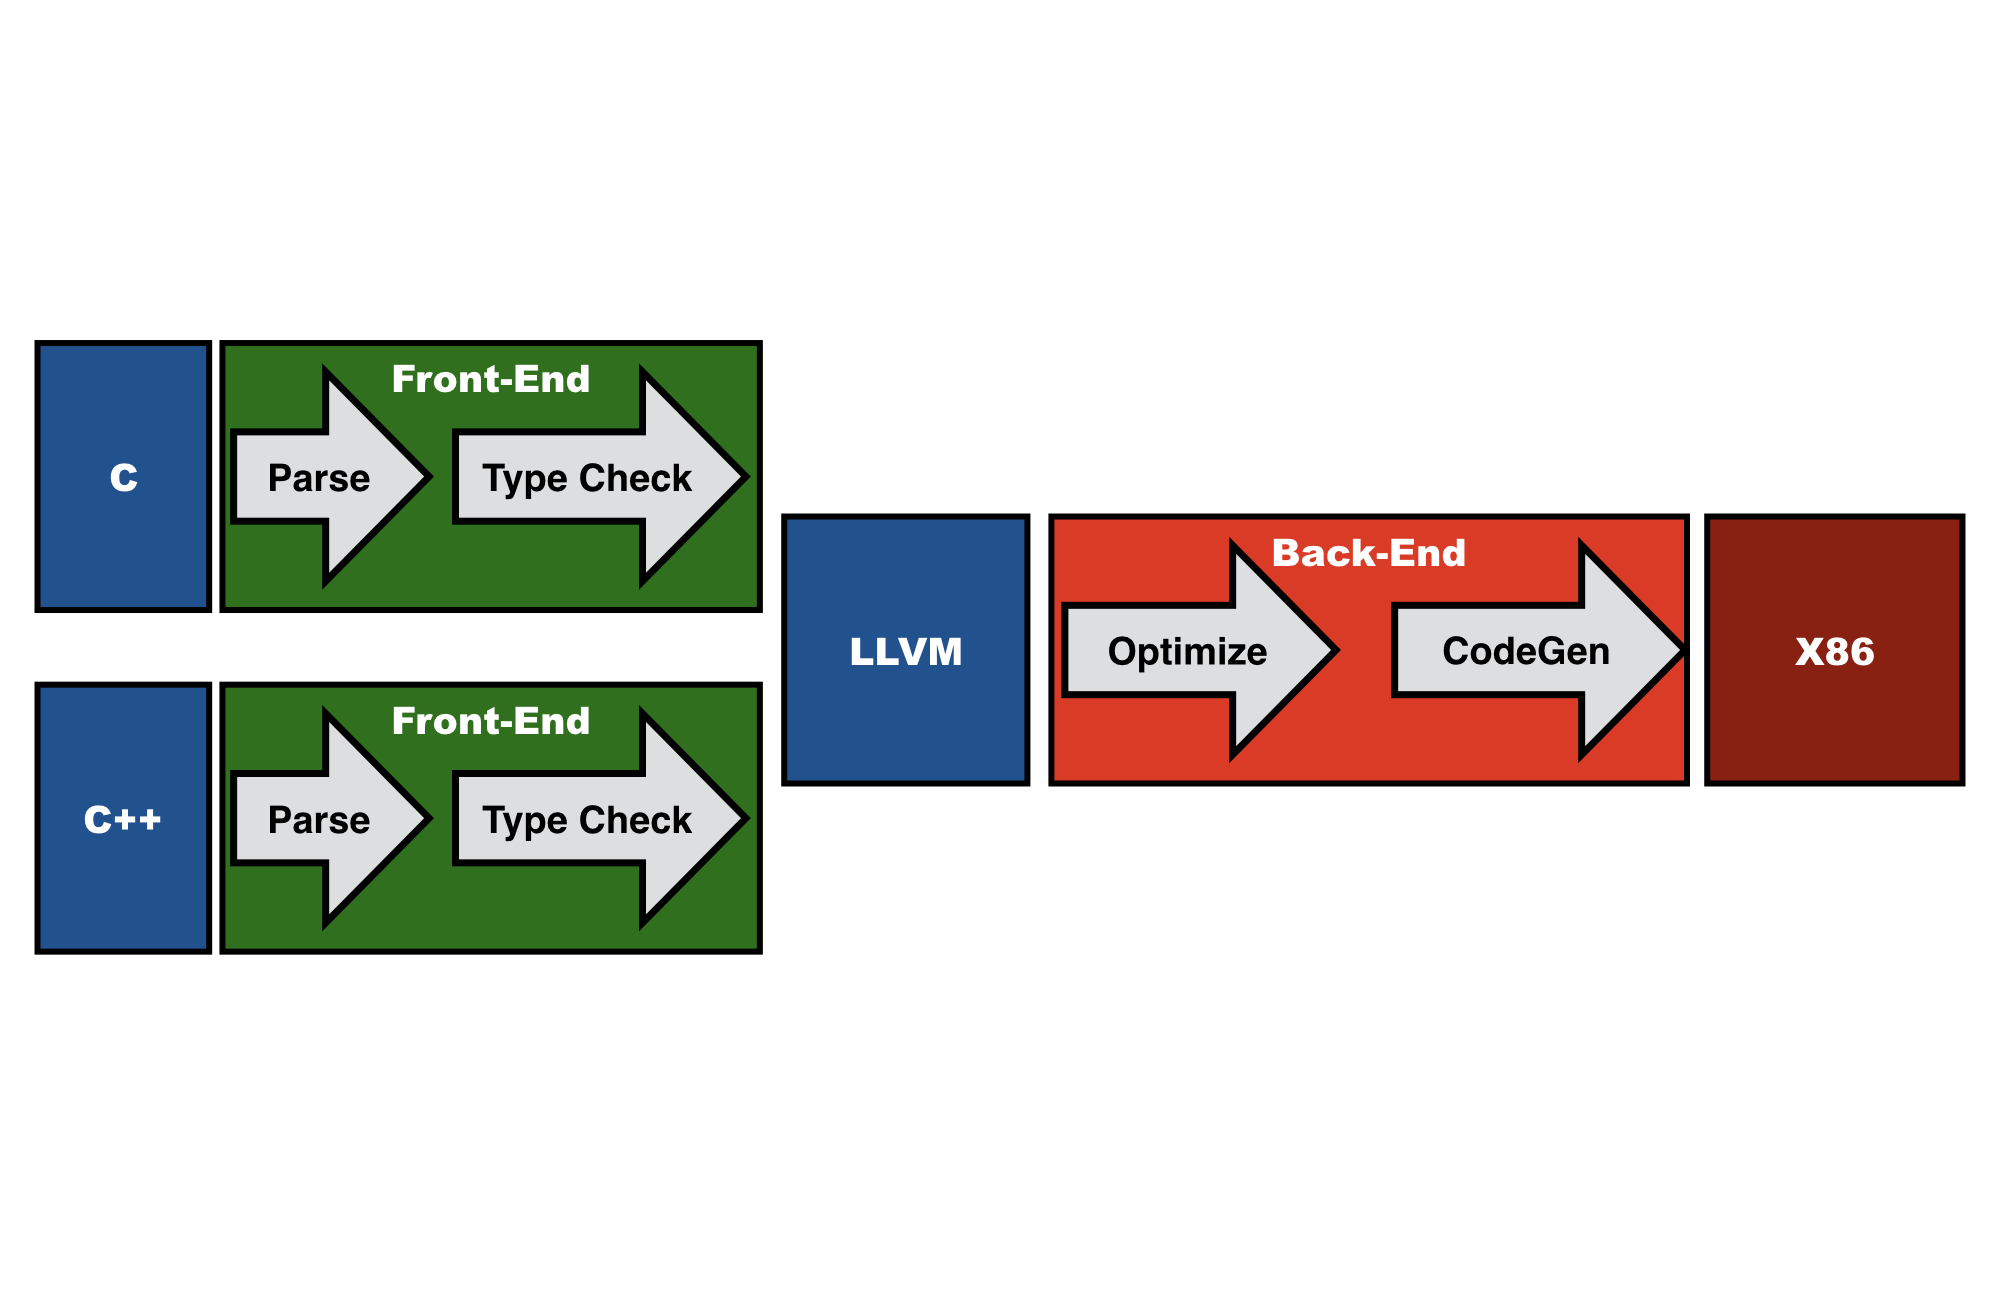 Front-End
C
Parse
Type Check
Front-End
C++
Parse
Type Check
LLVM
Back-End
Optimize
CodeGen
X86